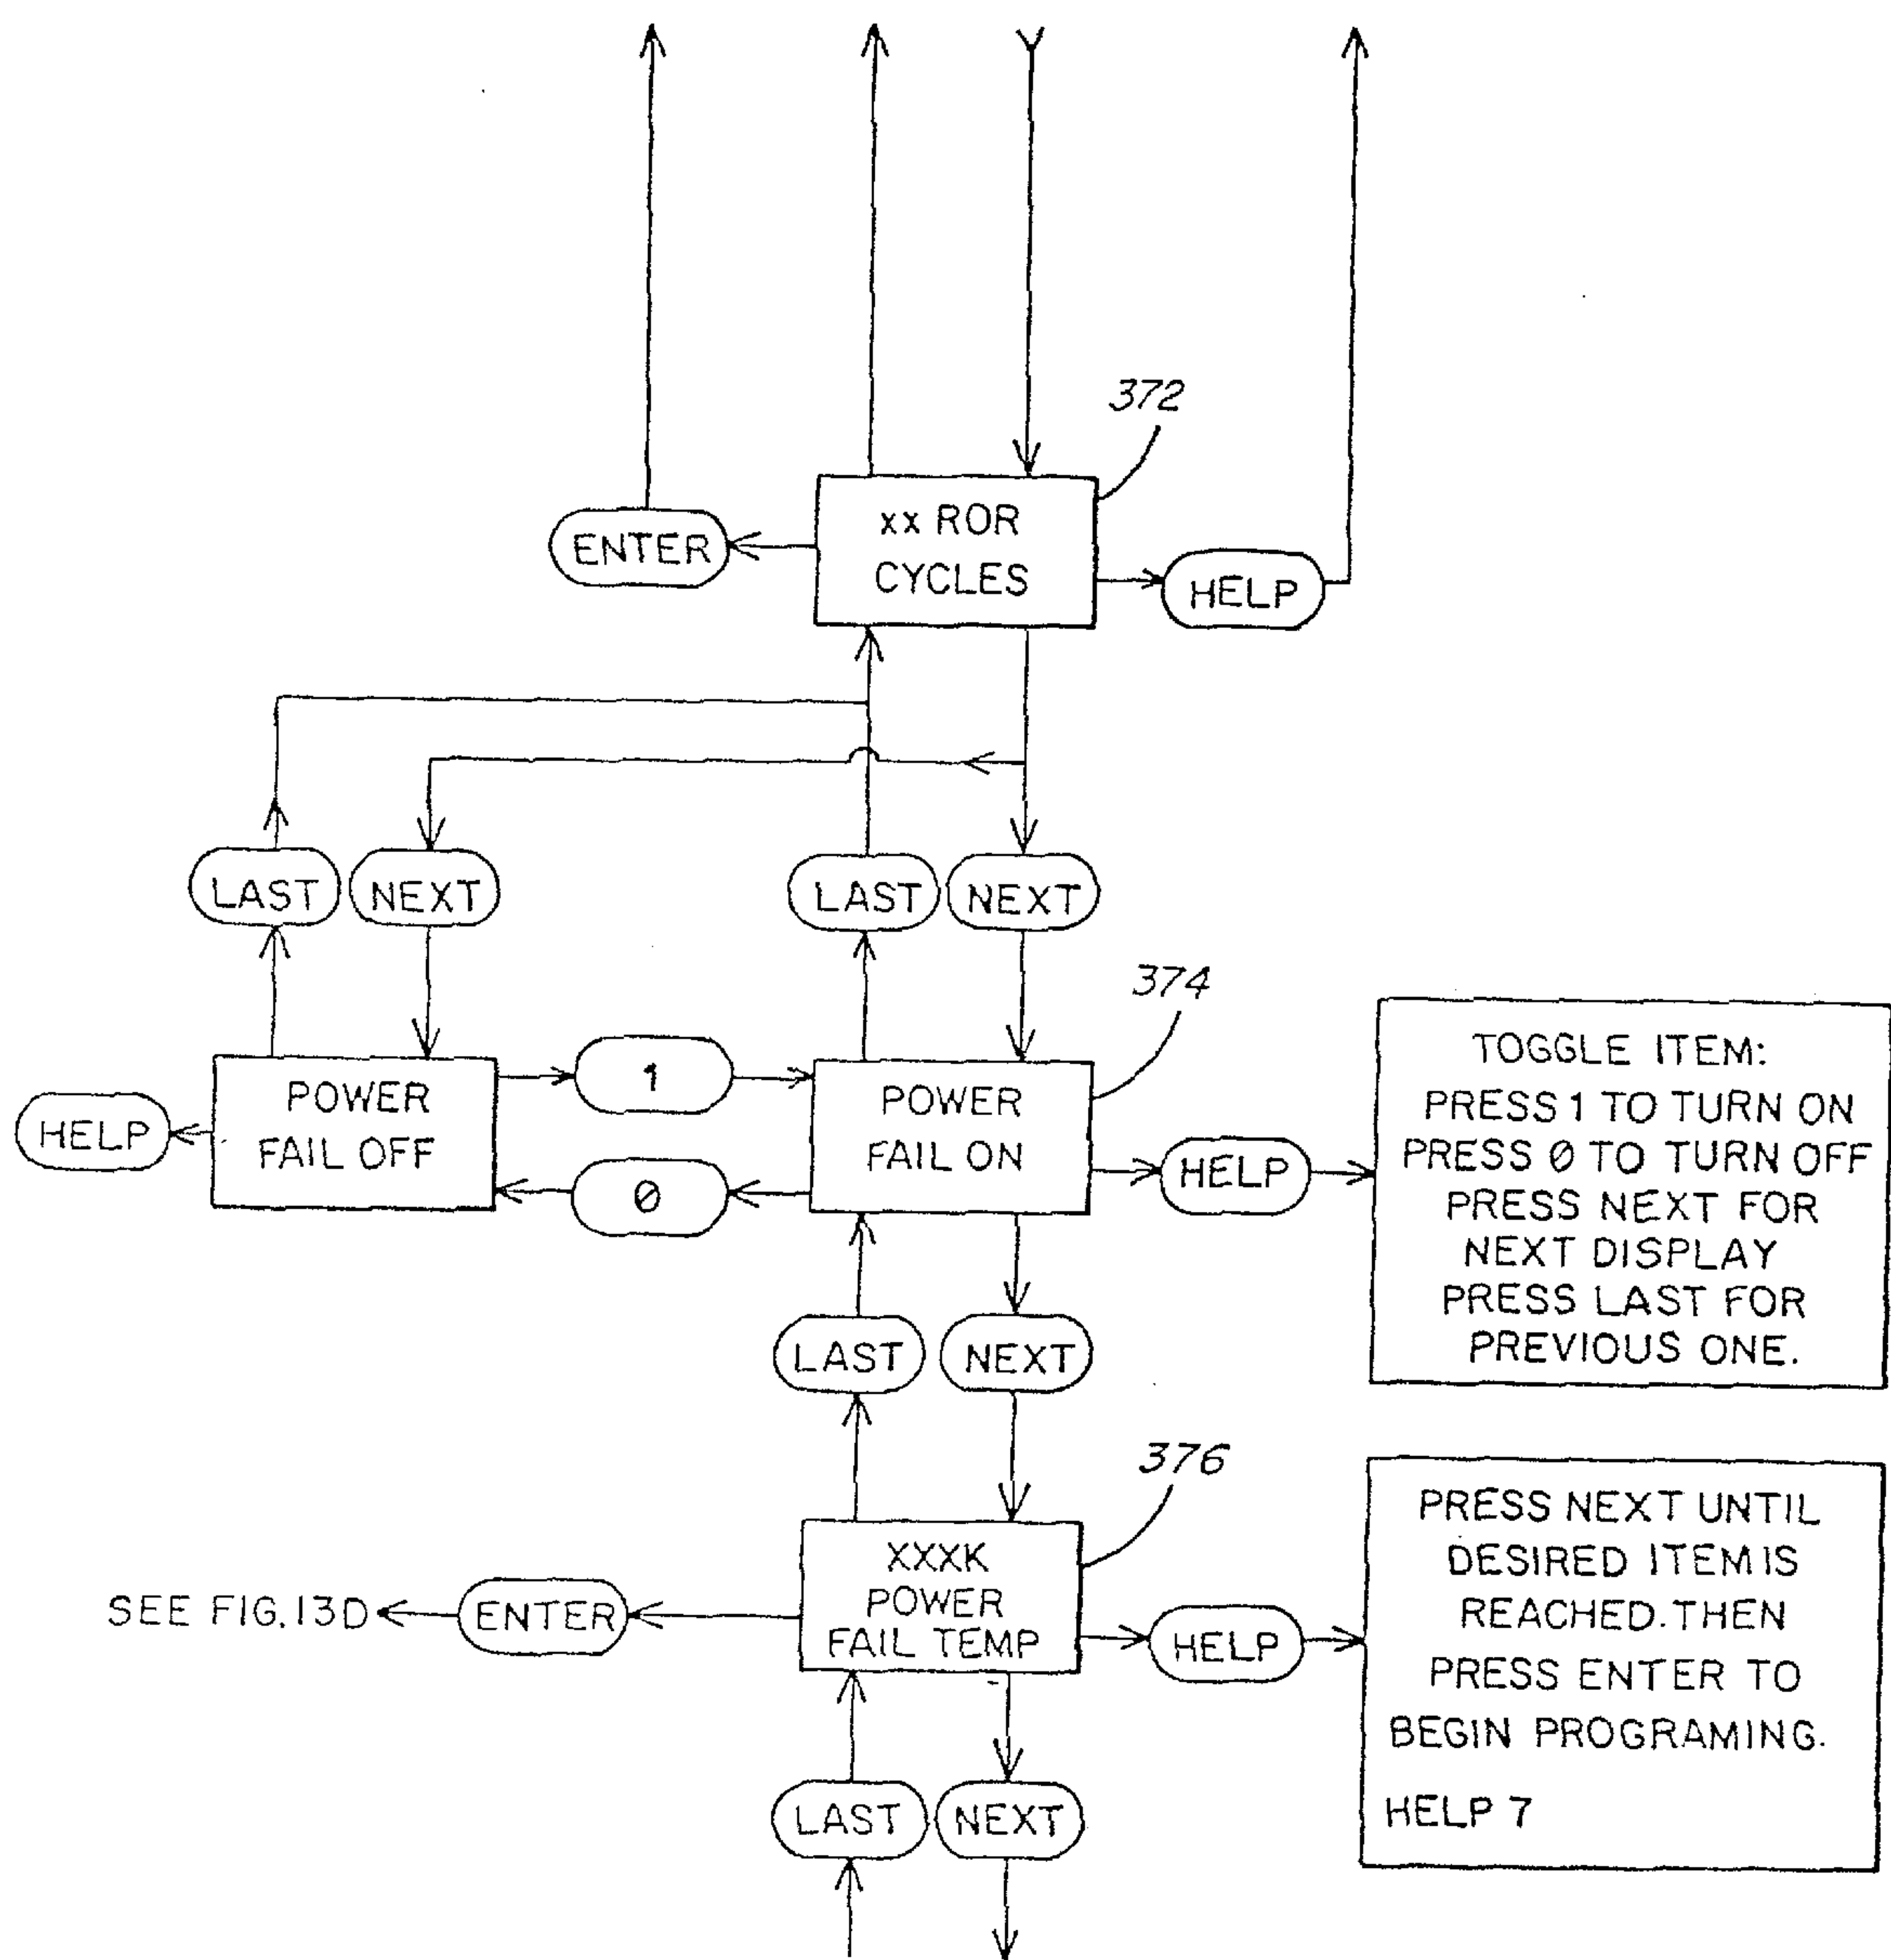 372
xx ROR
CYCLES
ENTER
HELP
LAST
NEXT
LAST
NEXT
374
POWER
FAIL OFF
HELP
1
0
POWER
FAIL ON
HELP
TOGGLE ITEM:
PRESS 1 TO TURN ON
PRESS 0 TO TURN OFF
PRESS NEXT FOR
NEXT DISPLAY
PRESS LAST FOR
PREVIOUS ONE.
LAST
NEXT
376
XXXK
POWER
FAIL TEMP
SEE FIG. 13D
ENTER
HELP
PRESS NEXT UNTIL
DESIRED ITEM IS
REACHED. THEN
PRESS ENTER TO
BEGIN PROGRAMING.
HELP 7
LAST
NEXT